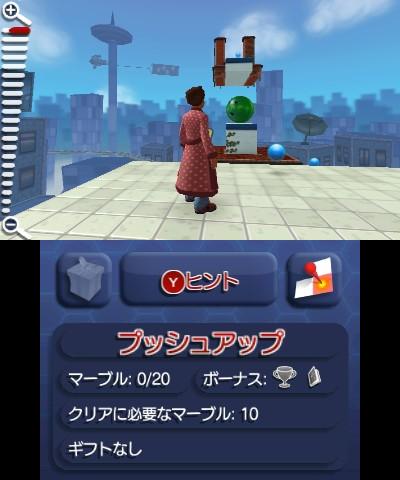 Yヒント
プッシュアップ
マーブル: 0/20
ボーナス:
クリアに必要なマーブル: 10
ギフトなし